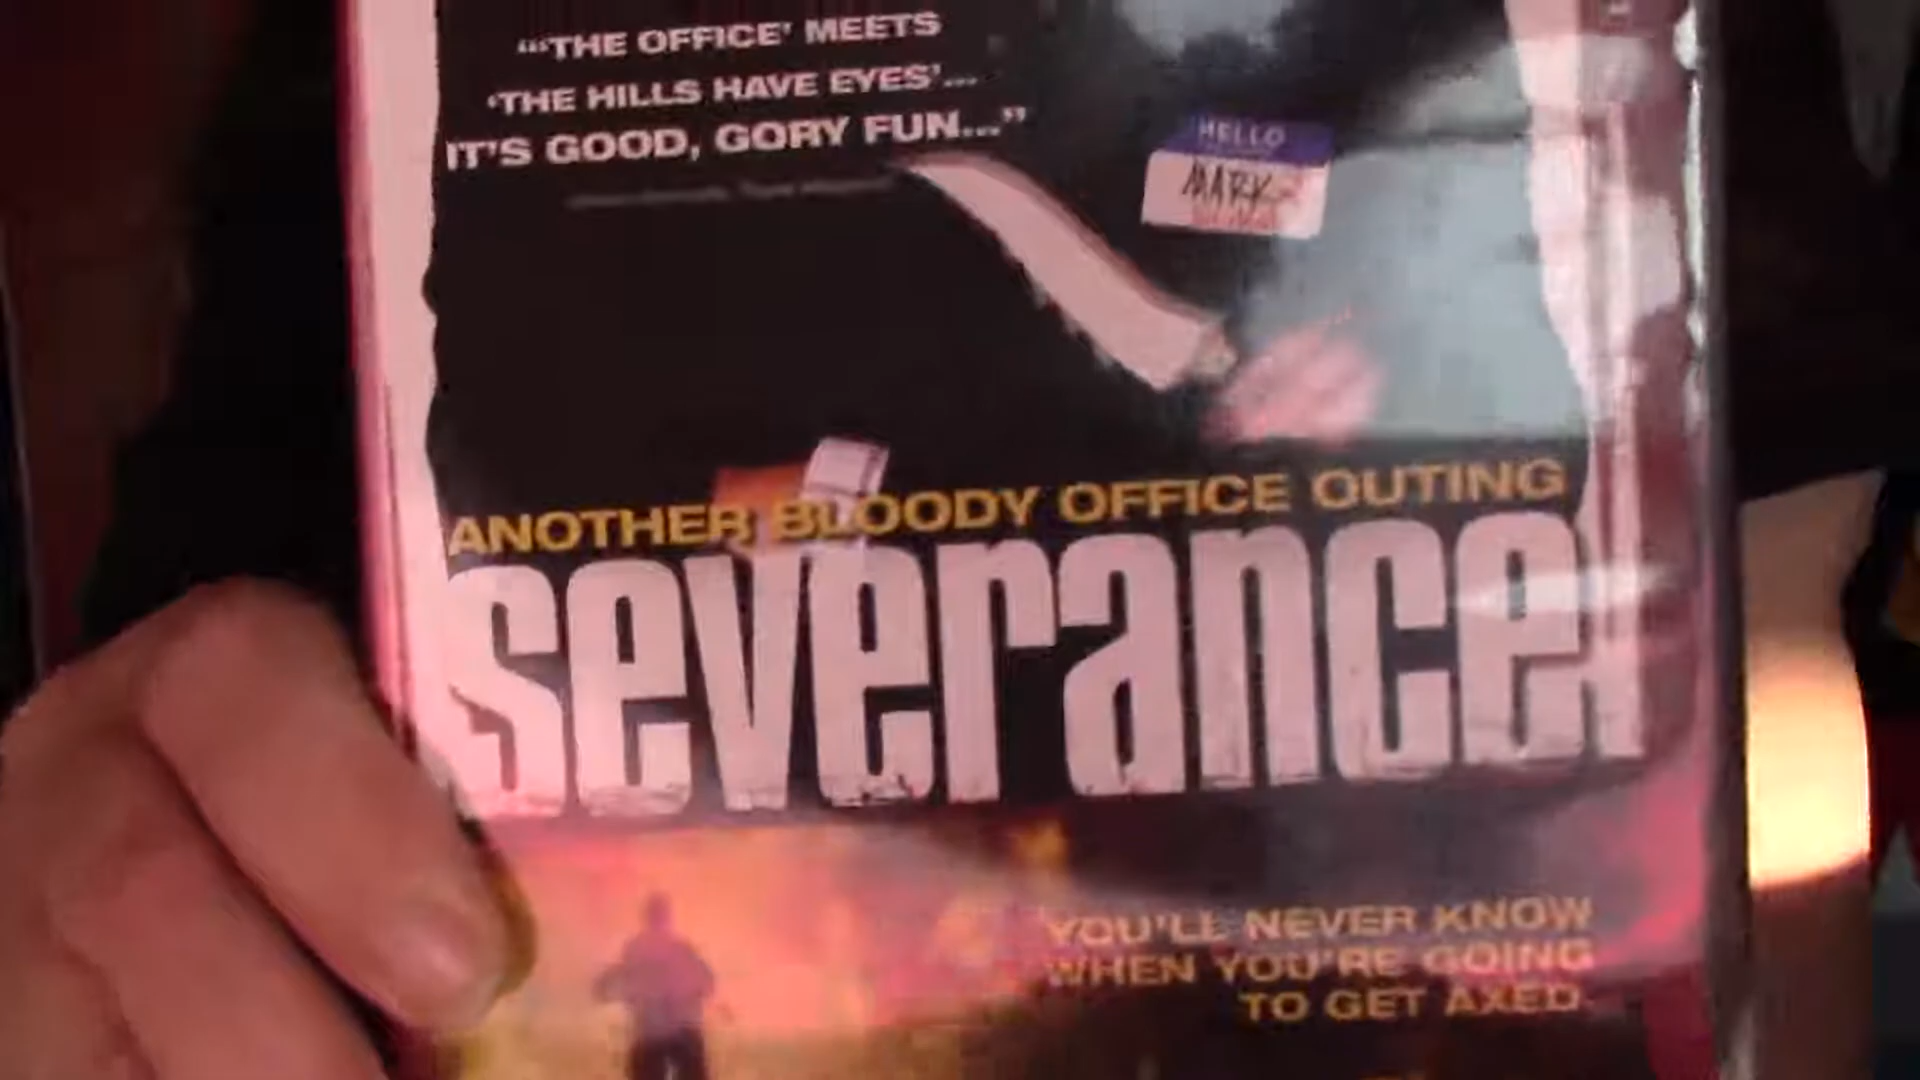 "'THE OFFICE' MEETS
'THE HILLS HAVE EYES'...
IT'S GOOD, GORY FUN..."
HELLO
MARK
ANOTHER BLOODY OFFICE OUTING
severance
YOU'LL NEVER KNOW
WHEN YOU'RE GOING
TO GET AXED.